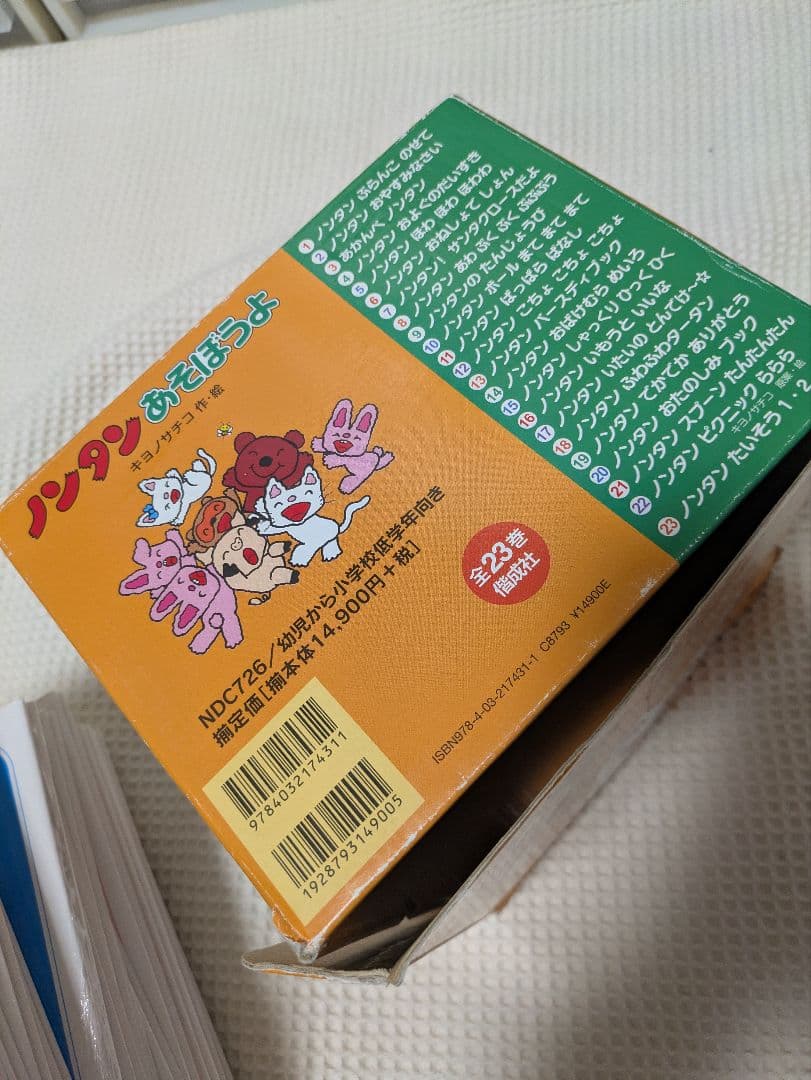 ノンタン あそぼうよ
キヨノサチコ 作・絵
NDC726／幼児から小学校低学年向き
揃定価[揃本体14,900円+税]
全23巻
偕成社
9784032174311
1928793149005
ISBN978-4-03-217431-1 C8793 ¥14900E
1 ノンタン ぶらんこ のせて
2 ノンタン おやすみなさい
3 あかんべ ノンタン
4 ノンタン およぐのだいすき
5 ノンタン ほわ ほわ ほわわ
6 ノンタン おねしょで しょん
7 ノンタン! サンタクロースだよ
8 ノンタン あわ ぷく ぷく ぷぷぷう
9 ノンタンの たんじょうび
10 ノンタン ボール まて まて まて
11 ノンタン ぱっぱら ぱなし
12 ノンタン こちょ こちょ こちょ
13 ノンタン バースディブック
14 ノンタン おばけむら めいろ
15 ノンタン しゃっくり ひっく ひく
16 ノンタン いもうと いいな
17 ノンタン いたいの とんでけ〜☆
18 ノンタン ふわふわタータン
19 ノンタン てかてか ありがとう
20 ノンタン おたのしみ ブック
21 ノンタン スプーン たんたんたん
22 ノンタン ピクニック ららら
キヨノサチコ 原案・絵
23 ノンタン たいそう1・